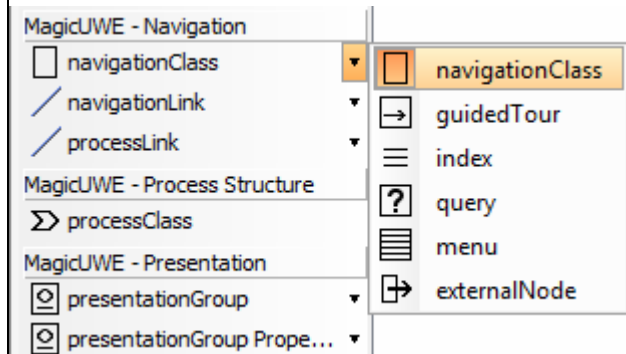 MagicUWE - Navigation
navigationClass
navigationLink
processLink
MagicUWE - Process Structure
processClass
MagicUWE - Presentation
presentationGroup
presentationGroup Prope...
navigationClass
guidedTour
index
query
menu
externalNode